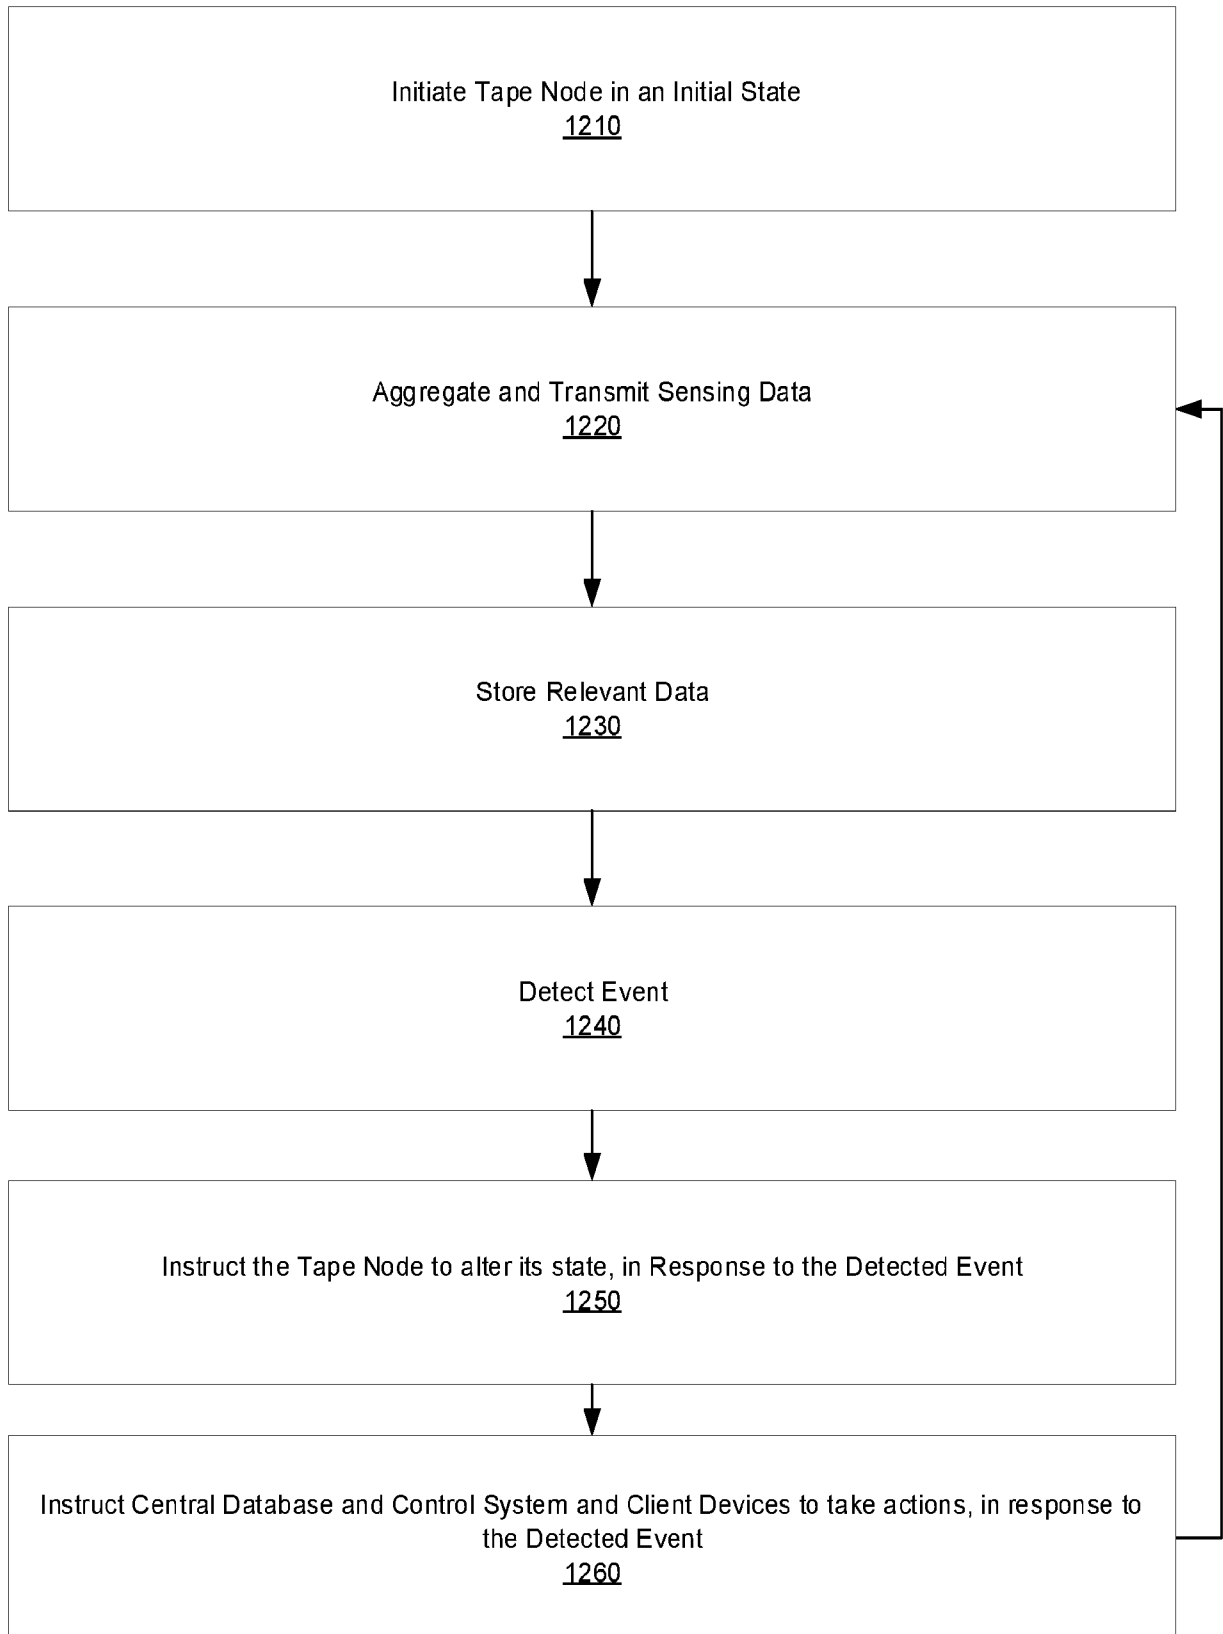 Initiate Tape Node in an Initial State
1210
Aggregate and Transmit Sensing Data
1220
Store Relevant Data
1230
Detect Event
1240
Instruct the Tape Node to alter its state, in Response to the Detected Event
1250
Instruct Central Database and Control System and Client Devices to take actions, in response to
the Detected Event
1260